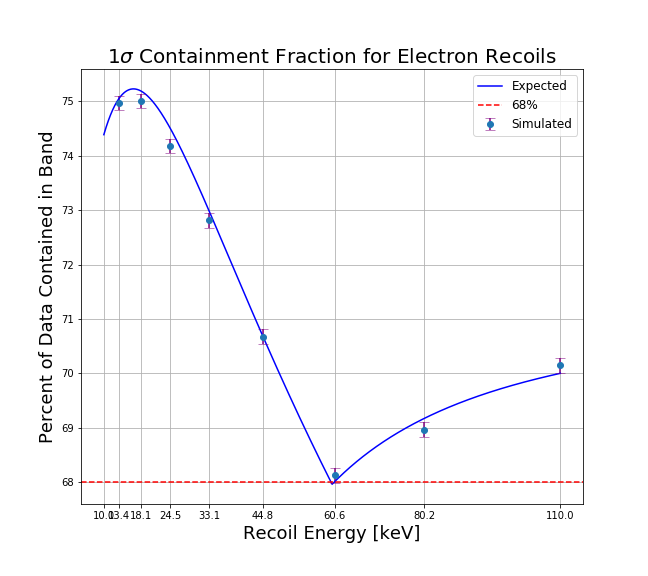 1σ Containment Fraction for Electron Recoils
Expected
68%
Simulated
Percent of Data Contained in Band
75
74
73
72
71
70
69
68
10.0 13.4 18.1 24.5 33.1 44.8 60.6 80.2 110.0
Recoil Energy [keV]